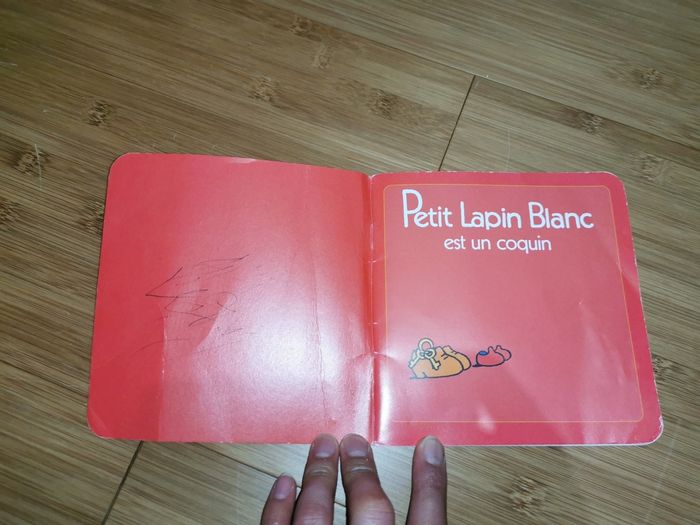 Petit Lapin Blanc
est un coquin